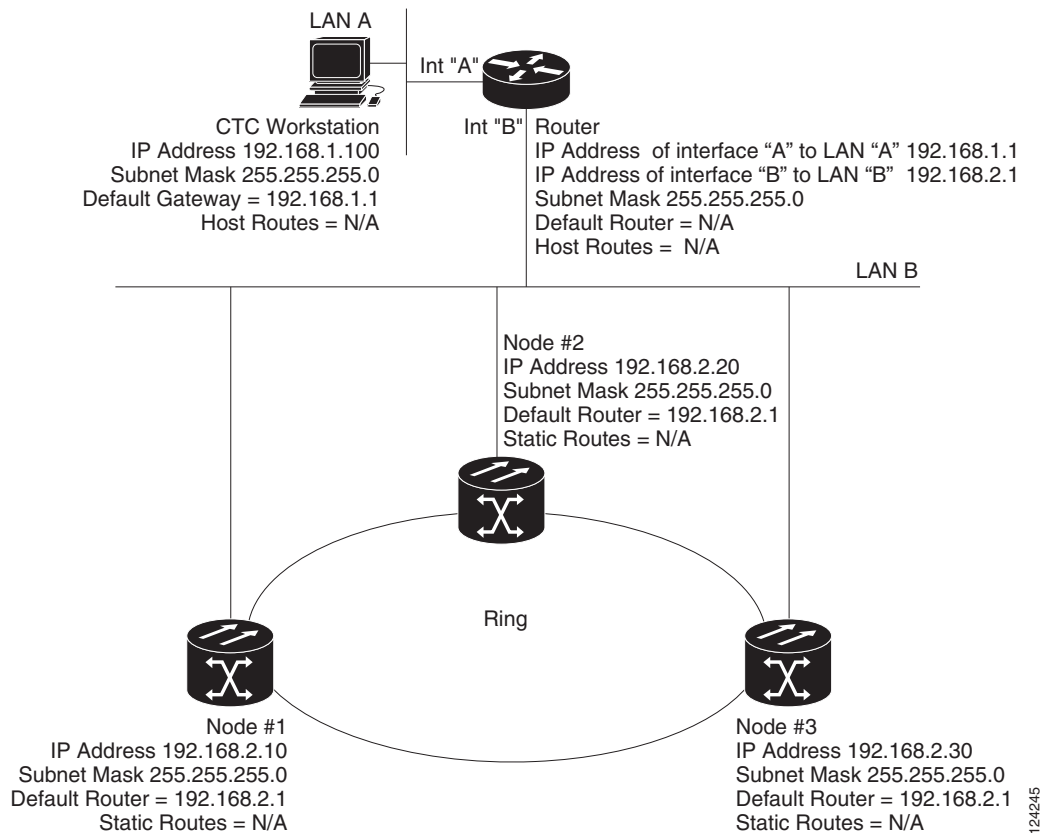 LAN A
Int "A"
CTC Workstation
IP Address 192.168.1.100
Subnet Mask 255.255.255.0
Default Gateway = 192.168.1.1
Host Routes = N/A
Int "B"
Router
IP Address of interface “A” to LAN “A” 192.168.1.1
IP Address of interface “B” to LAN “B” 192.168.2.1
Subnet Mask 255.255.255.0
Default Router = N/A
Host Routes = N/A
LAN B
Node #2
IP Address 192.168.2.20
Subnet Mask 255.255.255.0
Default Router = 192.168.2.1
Static Routes = N/A
Ring
Node #1
IP Address 192.168.2.10
Subnet Mask 255.255.255.0
Default Router = 192.168.2.1
Static Routes = N/A
Node #3
IP Address 192.168.2.30
Subnet Mask 255.255.255.0
Default Router = 192.168.2.1
Static Routes = N/A
124245